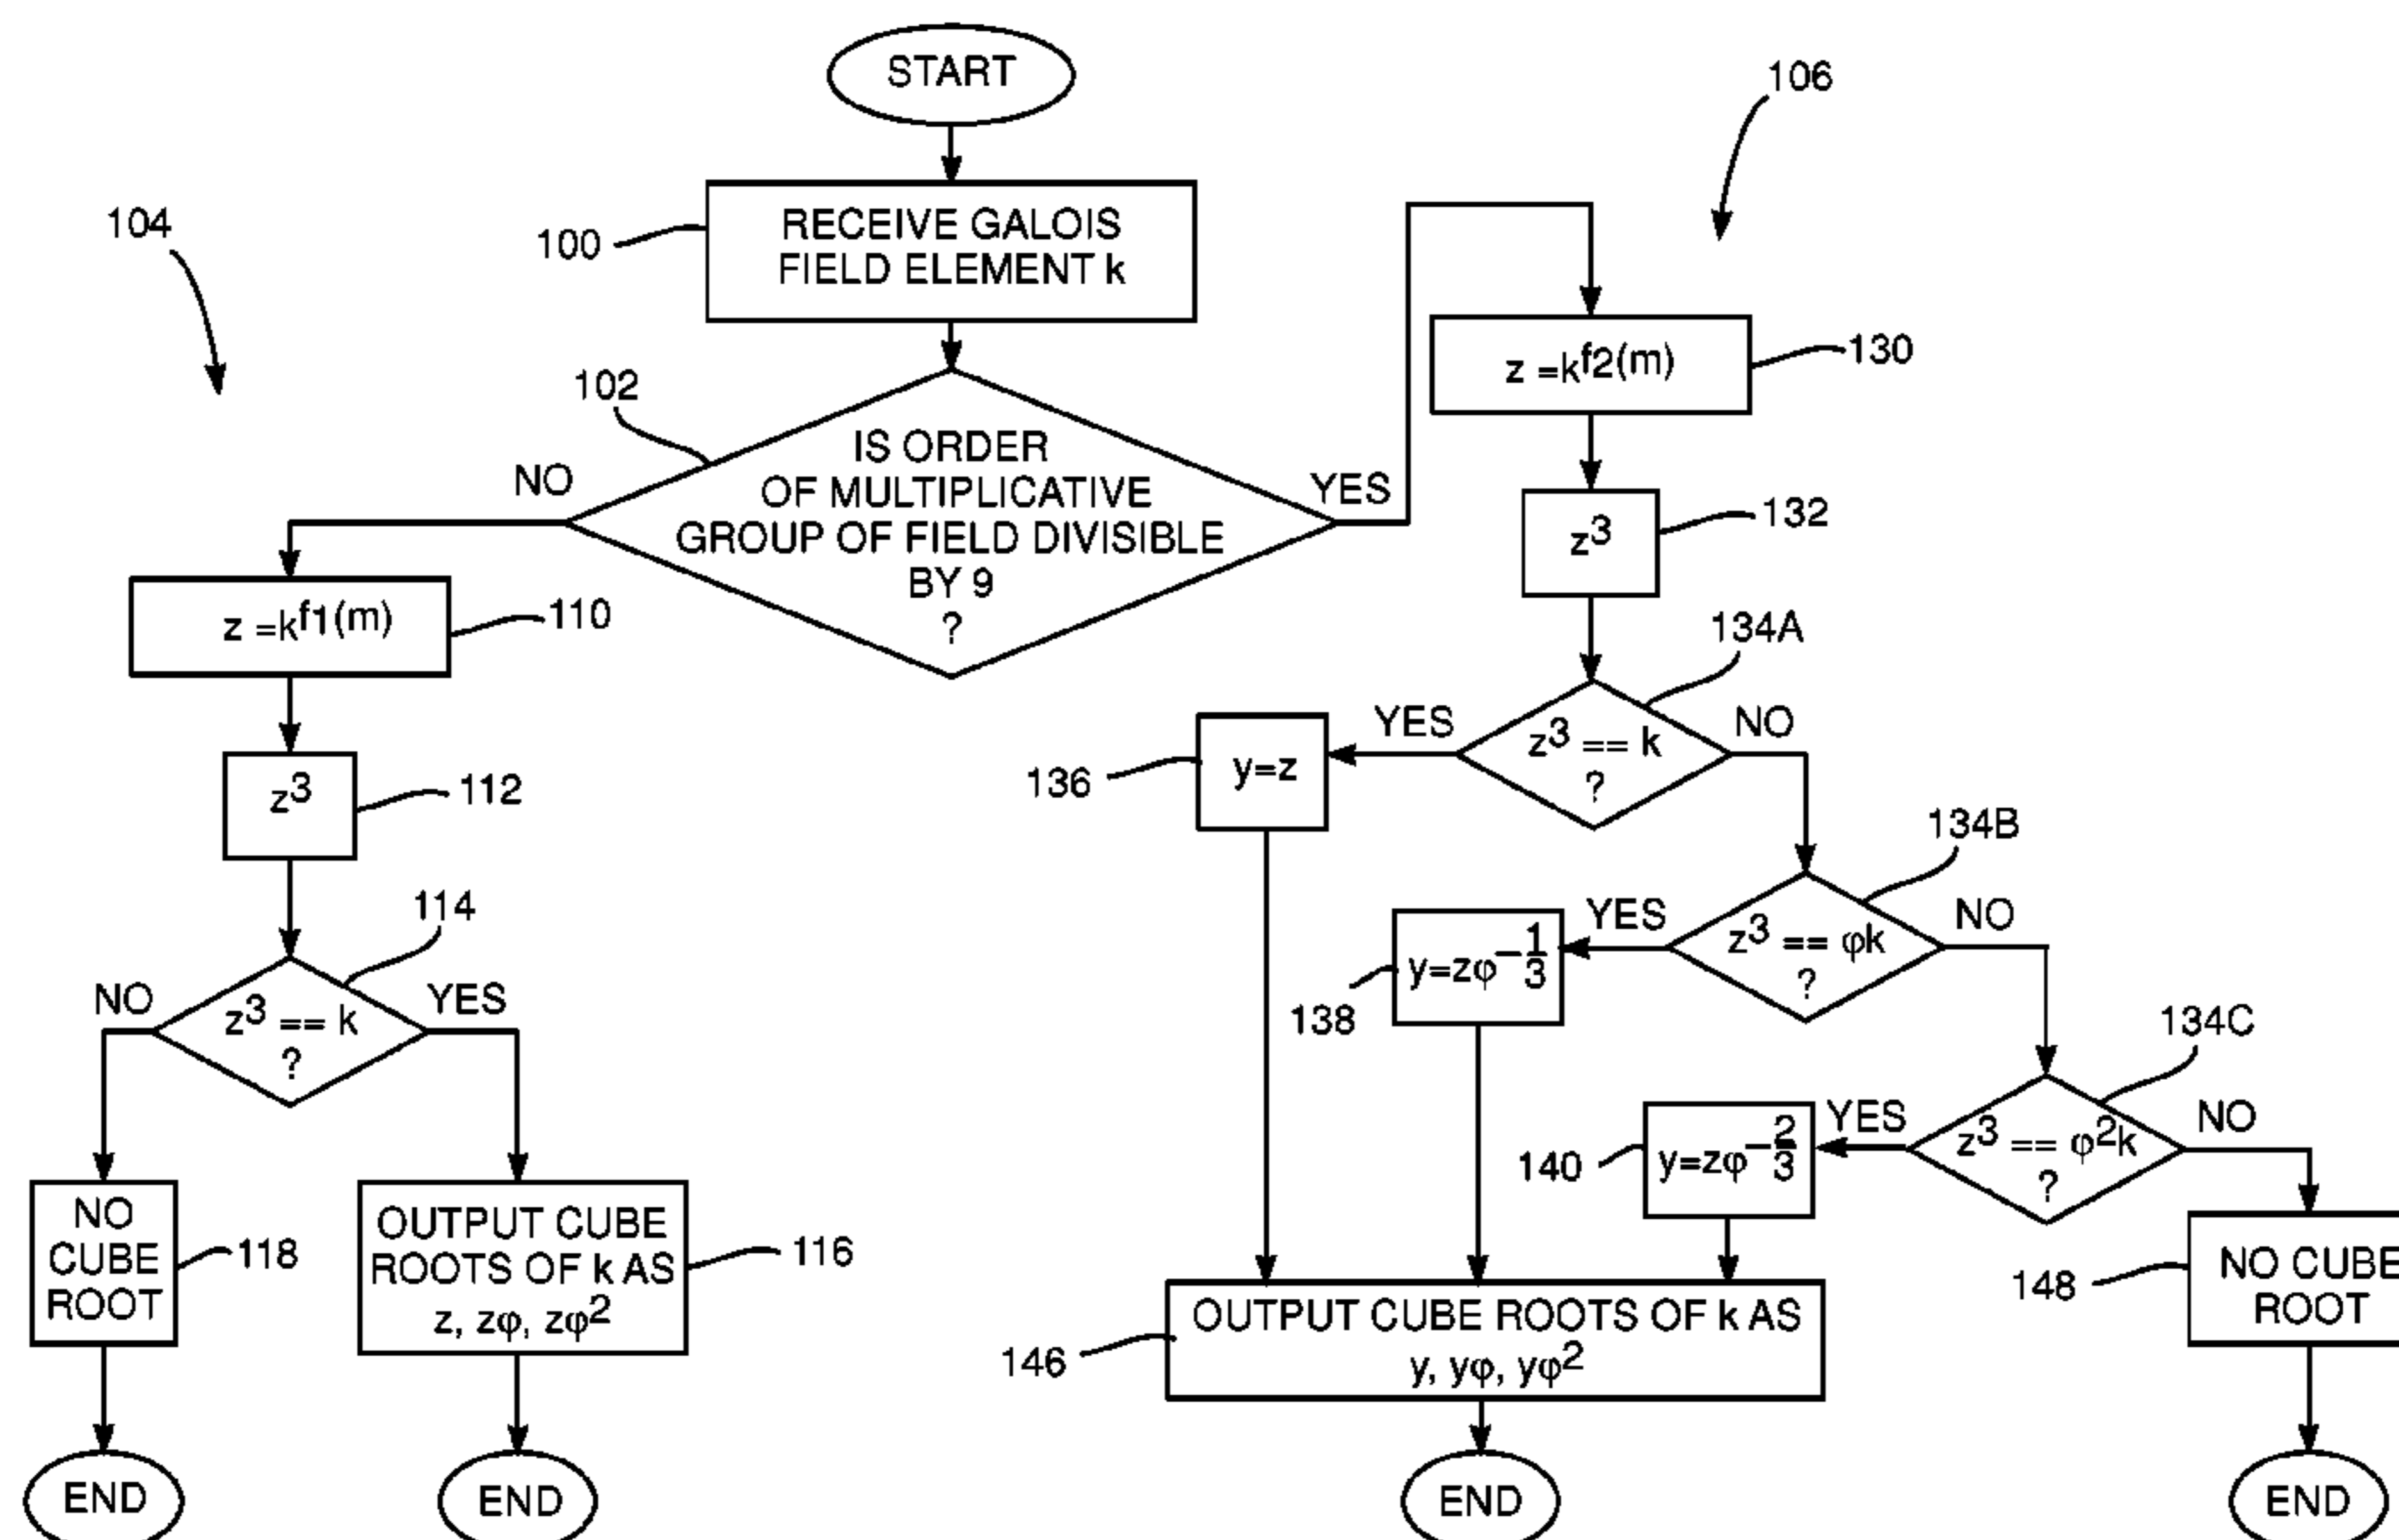 START
106
104
100
RECEIVE GALOIS
FIELD ELEMENT k
102
IS ORDER
OF MULTIPLICATIVE
GROUP OF FIELD DIVISIBLE
BY 9
?
NO
YES
z =k^f1(m)
110
z³
112
114
z³ == k
?
NO
YES
NO
CUBE
ROOT
118
OUTPUT CUBE
ROOTS OF k AS
z, zφ, zφ²
116
END
END
z =k^f2(m)
130
z³
132
134A
z³ == k
?
YES
NO
136
y=z
134B
z³ == φk
?
YES
NO
138
y=zφ^-1/3
134C
z³ == φ²k
?
YES
NO
140
y=zφ^-2/3
146
OUTPUT CUBE ROOTS OF k AS
y, yφ, yφ²
148
NO CUBE
ROOT
END
END